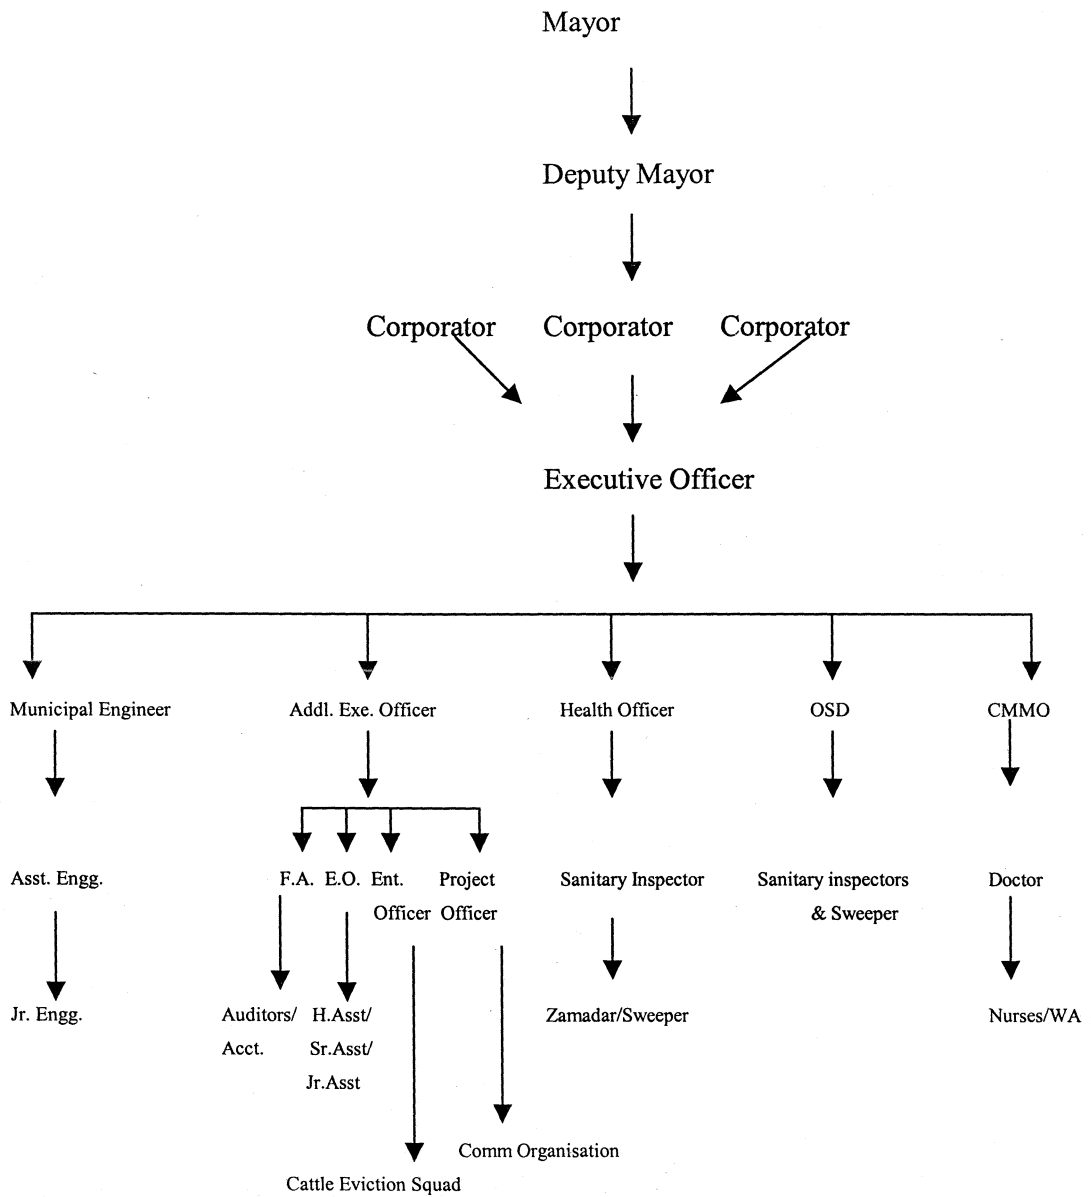 Mayor
Deputy Mayor
Corporator Corporator Corporator
Executive Officer
Municipal Engineer Addl. Exe. Officer Health Officer OSD CMMO
Asst. Engg. F.A. E.O. Ent. Project Sanitary Inspector Sanitary inspectors Doctor
Officer Officer & Sweeper
Jr. Engg. Auditors/ H.Asst/ Zamadar/Sweeper Nurses/WA
Acct. Sr.Asst/
Jr.Asst
Comm Organisation
Cattle Eviction Squad